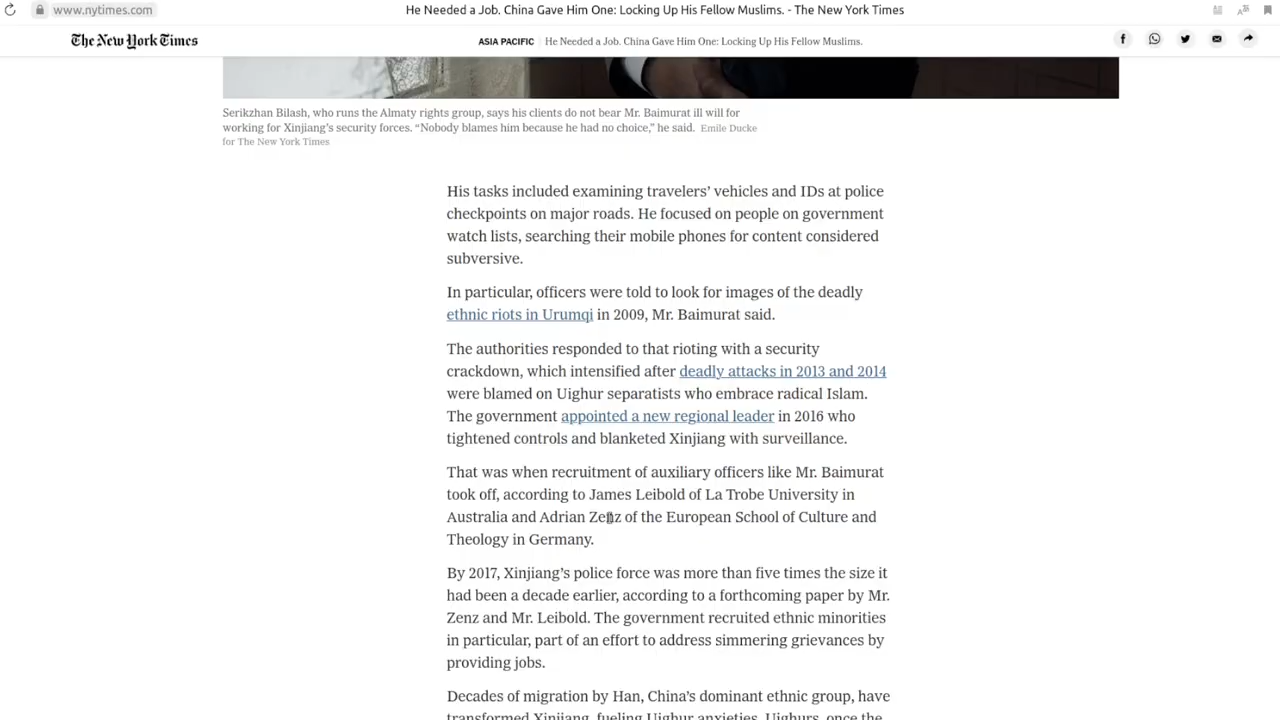 www.nytimes.com
He Needed a Job. China Gave Him One: Locking Up His Fellow Muslims. - The New York Times
The New York Times
ASIA PACIFIC
He Needed a Job. China Gave Him One: Locking Up His Fellow Muslims.
Serikzhan Bilash, who runs the Almaty rights group, says his clients do not bear Mr. Baimurat ill will for
working for Xinjiang’s security forces. “Nobody blames him because he had no choice,” he said. Emile Ducke
for The New York Times
His tasks included examining travelers’ vehicles and IDs at police
checkpoints on major roads. He focused on people on government
watch lists, searching their mobile phones for content considered
subversive.
In particular, officers were told to look for images of the deadly
ethnic riots in Urumqi in 2009, Mr. Baimurat said.
The authorities responded to that rioting with a security
crackdown, which intensified after deadly attacks in 2013 and 2014
were blamed on Uighur separatists who embrace radical Islam.
The government appointed a new regional leader in 2016 who
tightened controls and blanketed Xinjiang with surveillance.
That was when recruitment of auxiliary officers like Mr. Baimurat
took off, according to James Leibold of La Trobe University in
Australia and Adrian Zenz of the European School of Culture and
Theology in Germany.
By 2017, Xinjiang’s police force was more than five times the size it
had been a decade earlier, according to a forthcoming paper by Mr.
Zenz and Mr. Leibold. The government recruited ethnic minorities
in particular, part of an effort to address simmering grievances by
providing jobs.
Decades of migration by Han, China’s dominant ethnic group, have
transformed Xinjiang, fueling Uighur anxieties. Uighurs, once the